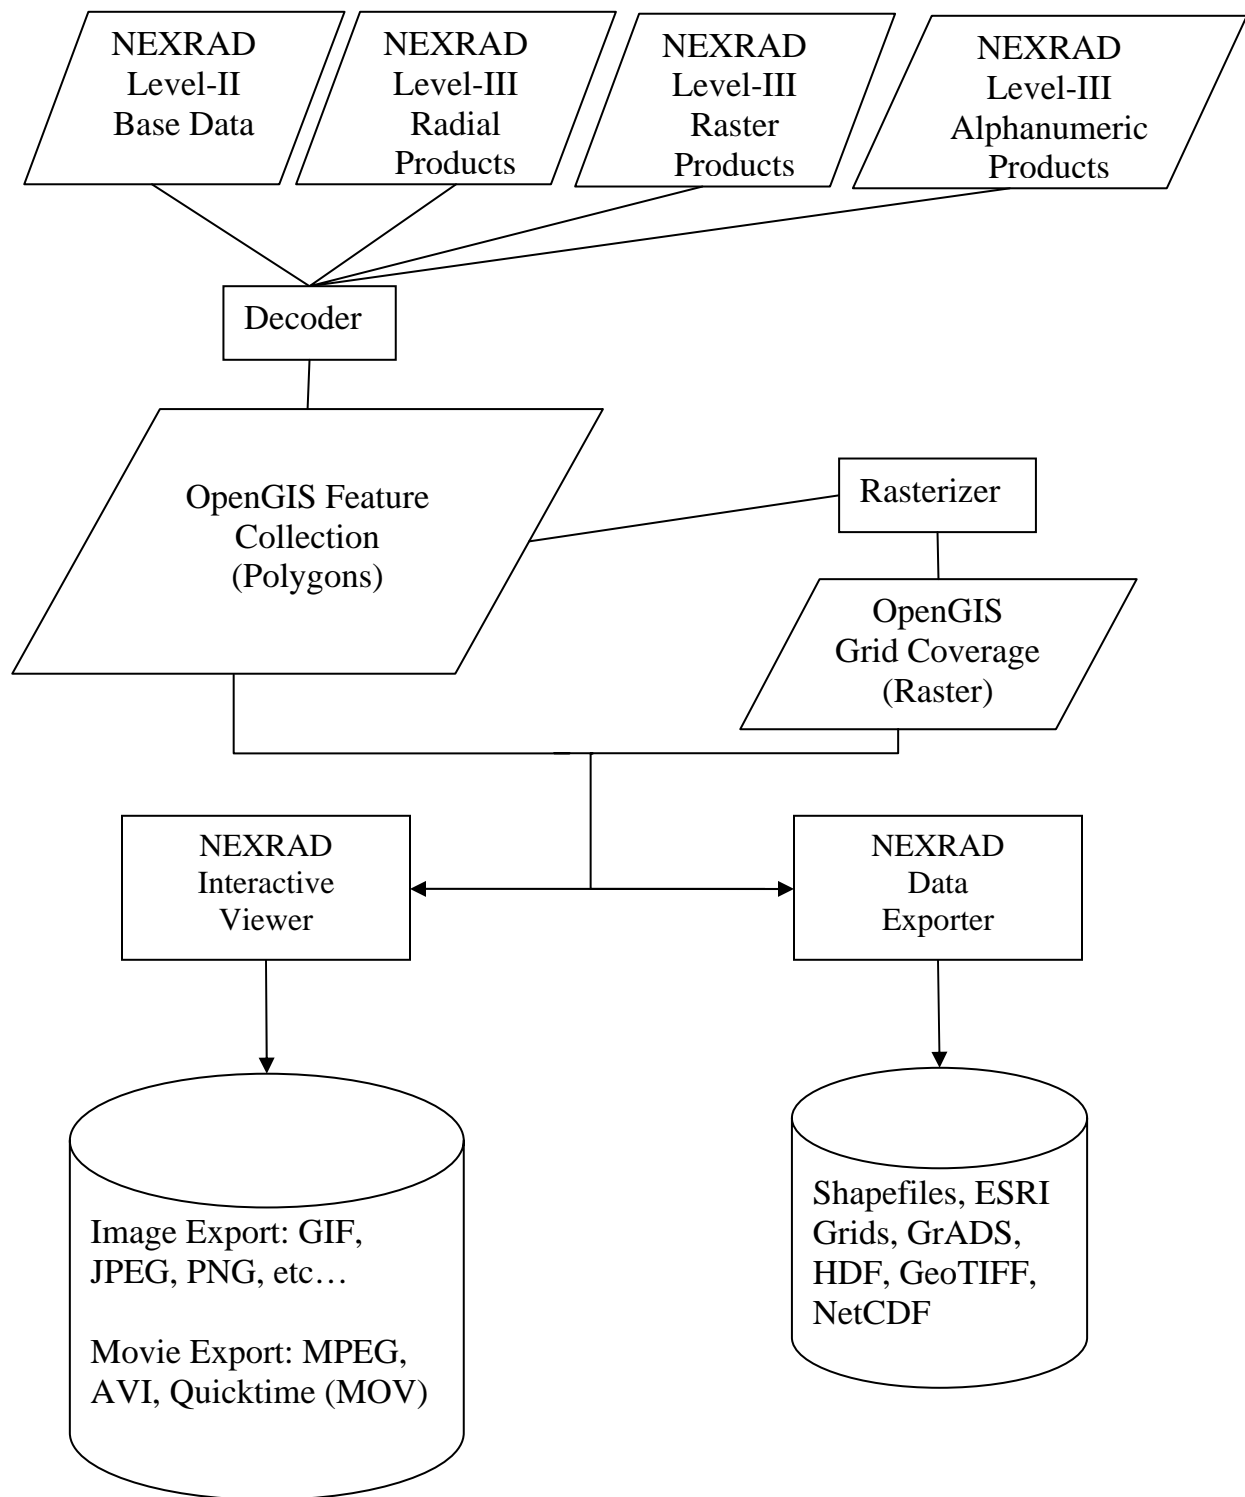 NEXRAD
Level-II
Base Data
NEXRAD
Level-III
Radial
Products
NEXRAD
Level-III
Raster
Products
NEXRAD
Level-III
Alphanumeric
Products
Decoder
OpenGIS Feature
Collection
(Polygons)
Rasterizer
OpenGIS
Grid Coverage
(Raster)
NEXRAD
Interactive
Viewer
NEXRAD
Data
Exporter
Image Export: GIF,
JPEG, PNG, etc…
Movie Export: MPEG,
AVI, Quicktime (MOV)
Shapefiles, ESRI
Grids, GrADS,
HDF, GeoTIFF,
NetCDF